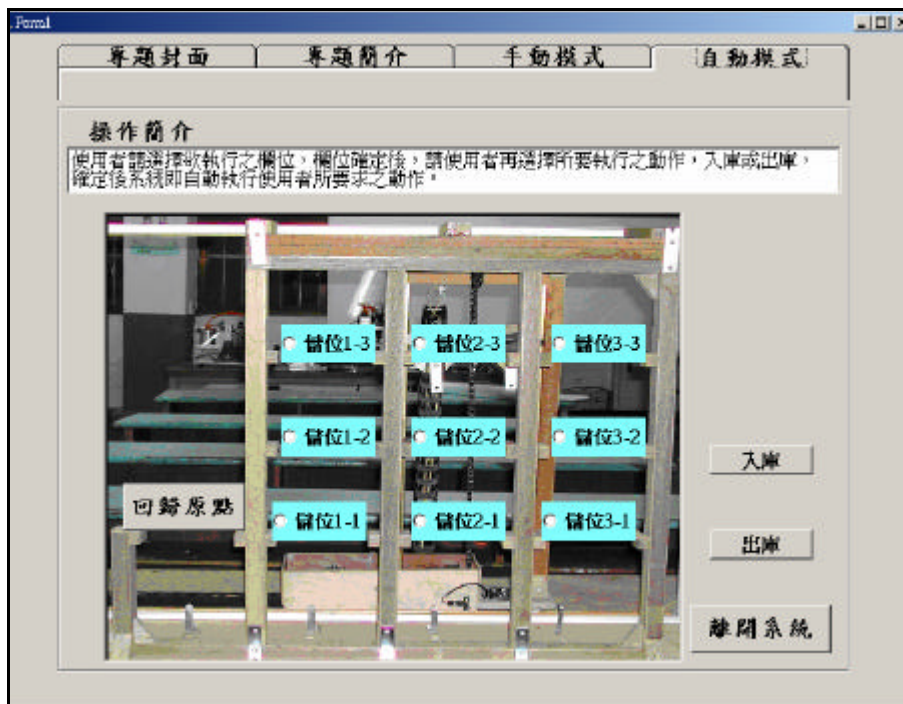 Form1
專題封面
專題簡介
手動模式
自動模式
操作簡介
使用者請選擇欲執行之欄位，欄位確定後，請使用者再選擇所要執行之動作，入庫或出庫，
確定後系統即自動執行使用者所要求之動作。
儲位1-3
儲位2-3
儲位3-3
儲位1-2
儲位2-2
儲位3-2
入庫
回歸原點
儲位1-1
儲位2-1
儲位3-1
出庫
離開系統